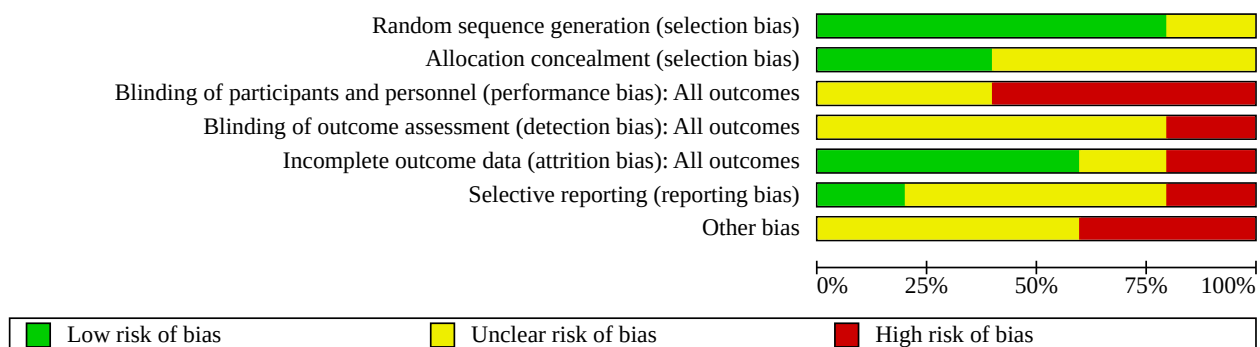 Random sequence generation (selection bias)
Allocation concealment (selection bias)
Blinding of participants and personnel (performance bias): All outcomes
Blinding of outcome assessment (detection bias): All outcomes
Incomplete outcome data (attrition bias): All outcomes
Selective reporting (reporting bias)
Other bias
0% 25% 50% 75% 100%
Low risk of bias Unclear risk of bias High risk of bias